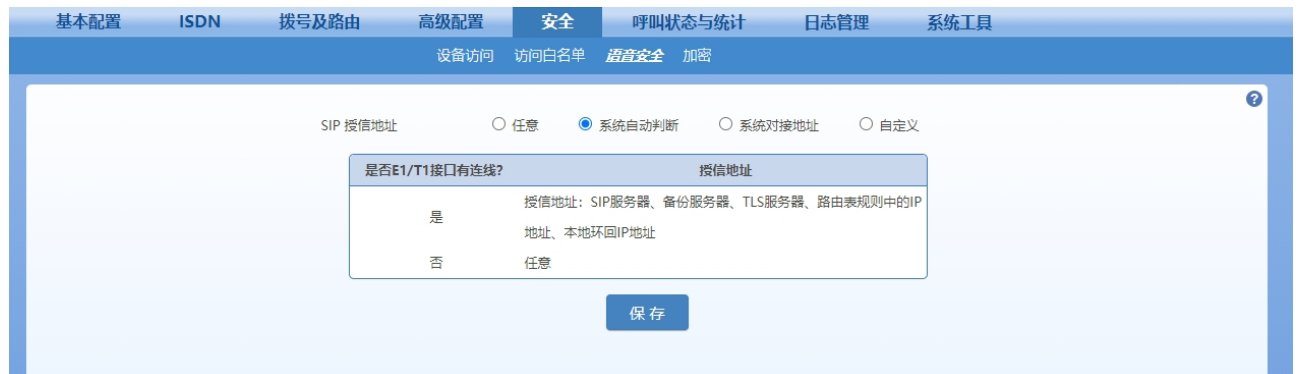 基本配置 ISDN 拨号及路由 高级配置 安全 呼叫状态与统计 日志管理 系统工具
设备访问 访问白名单 语音安全 加密
?
SIP 授信地址 任意 系统自动判断 系统对接地址 自定义
是否E1/T1接口有连线? 授信地址
是 授信地址：SIP服务器、备份服务器、TLS服务器、路由表规则中的IP
地址、本地环回IP地址
否 任意
保存